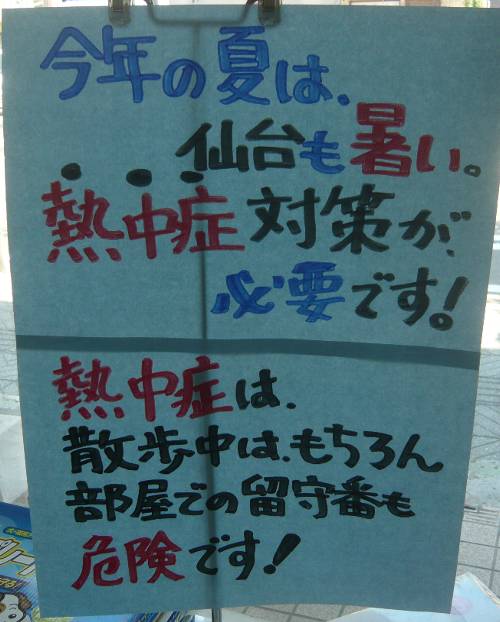 今年の夏は、
仙台も暑い。
熱中症対策が、
必要です!
熱中症は、
散歩中は、もちろん
部屋での留守番も
危険です!